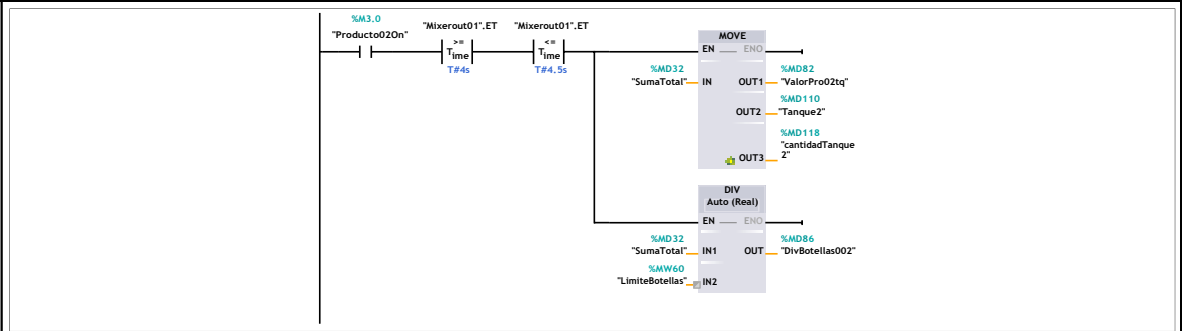 %M3.0
"Producto02On"
"Mixerout01".ET
>=
Time
T#4s
"Mixerout01".ET
<=
Time
T#4.5s
MOVE
EN ENO
%MD32
"SumaTotal" IN
OUT1
%MD82
"ValorPro02tq"
OUT2
%MD110
"Tanque2"
OUT3
%MD118
"cantidadTanque
2"
DIV
Auto (Real)
EN ENO
%MD32
"SumaTotal" IN1
OUT
%MD86
"DivBotellas002"
%MW60
"LimiteBotellas" IN2